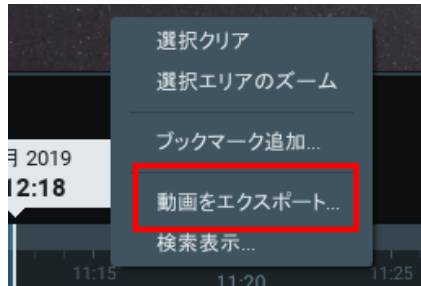 選択クリア
選択エリアのズーム
ブックマーク追加...
月 2019
12:18
動画をエクスポート...
検索表示...
11:15
11:20
11:25